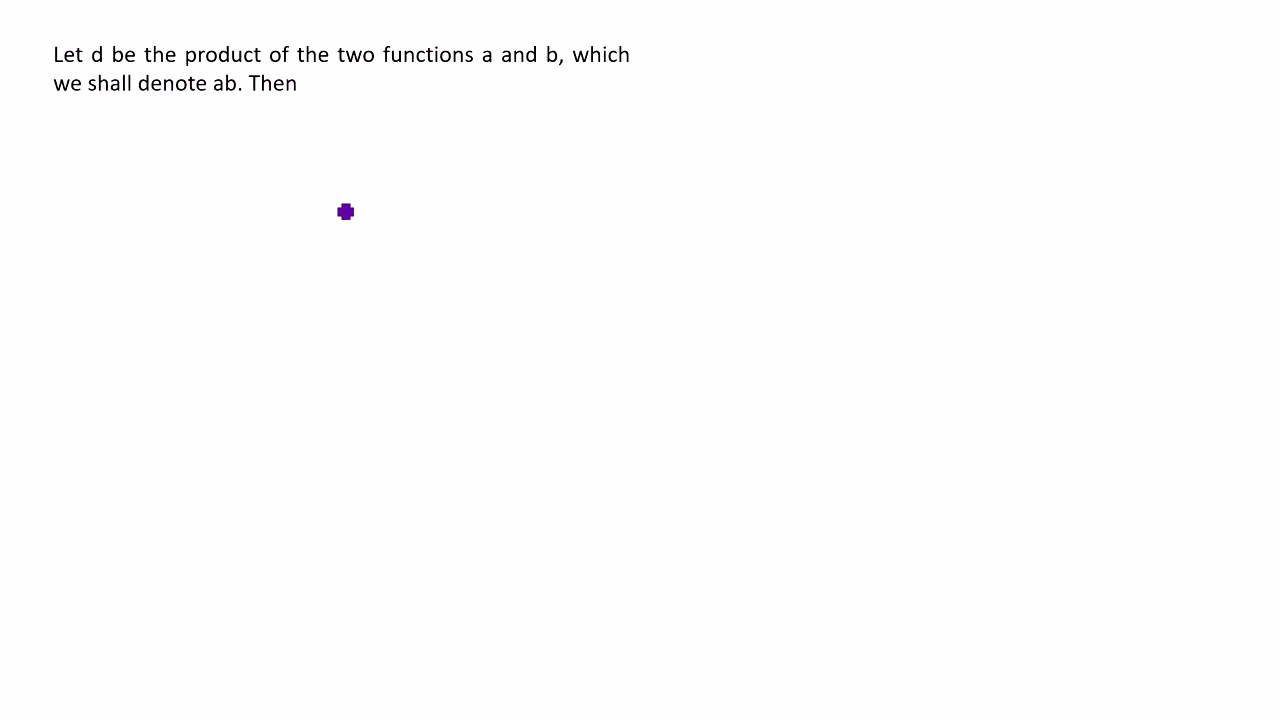 Let d be the product of the two functions a and b, which
we shall denote ab. Then